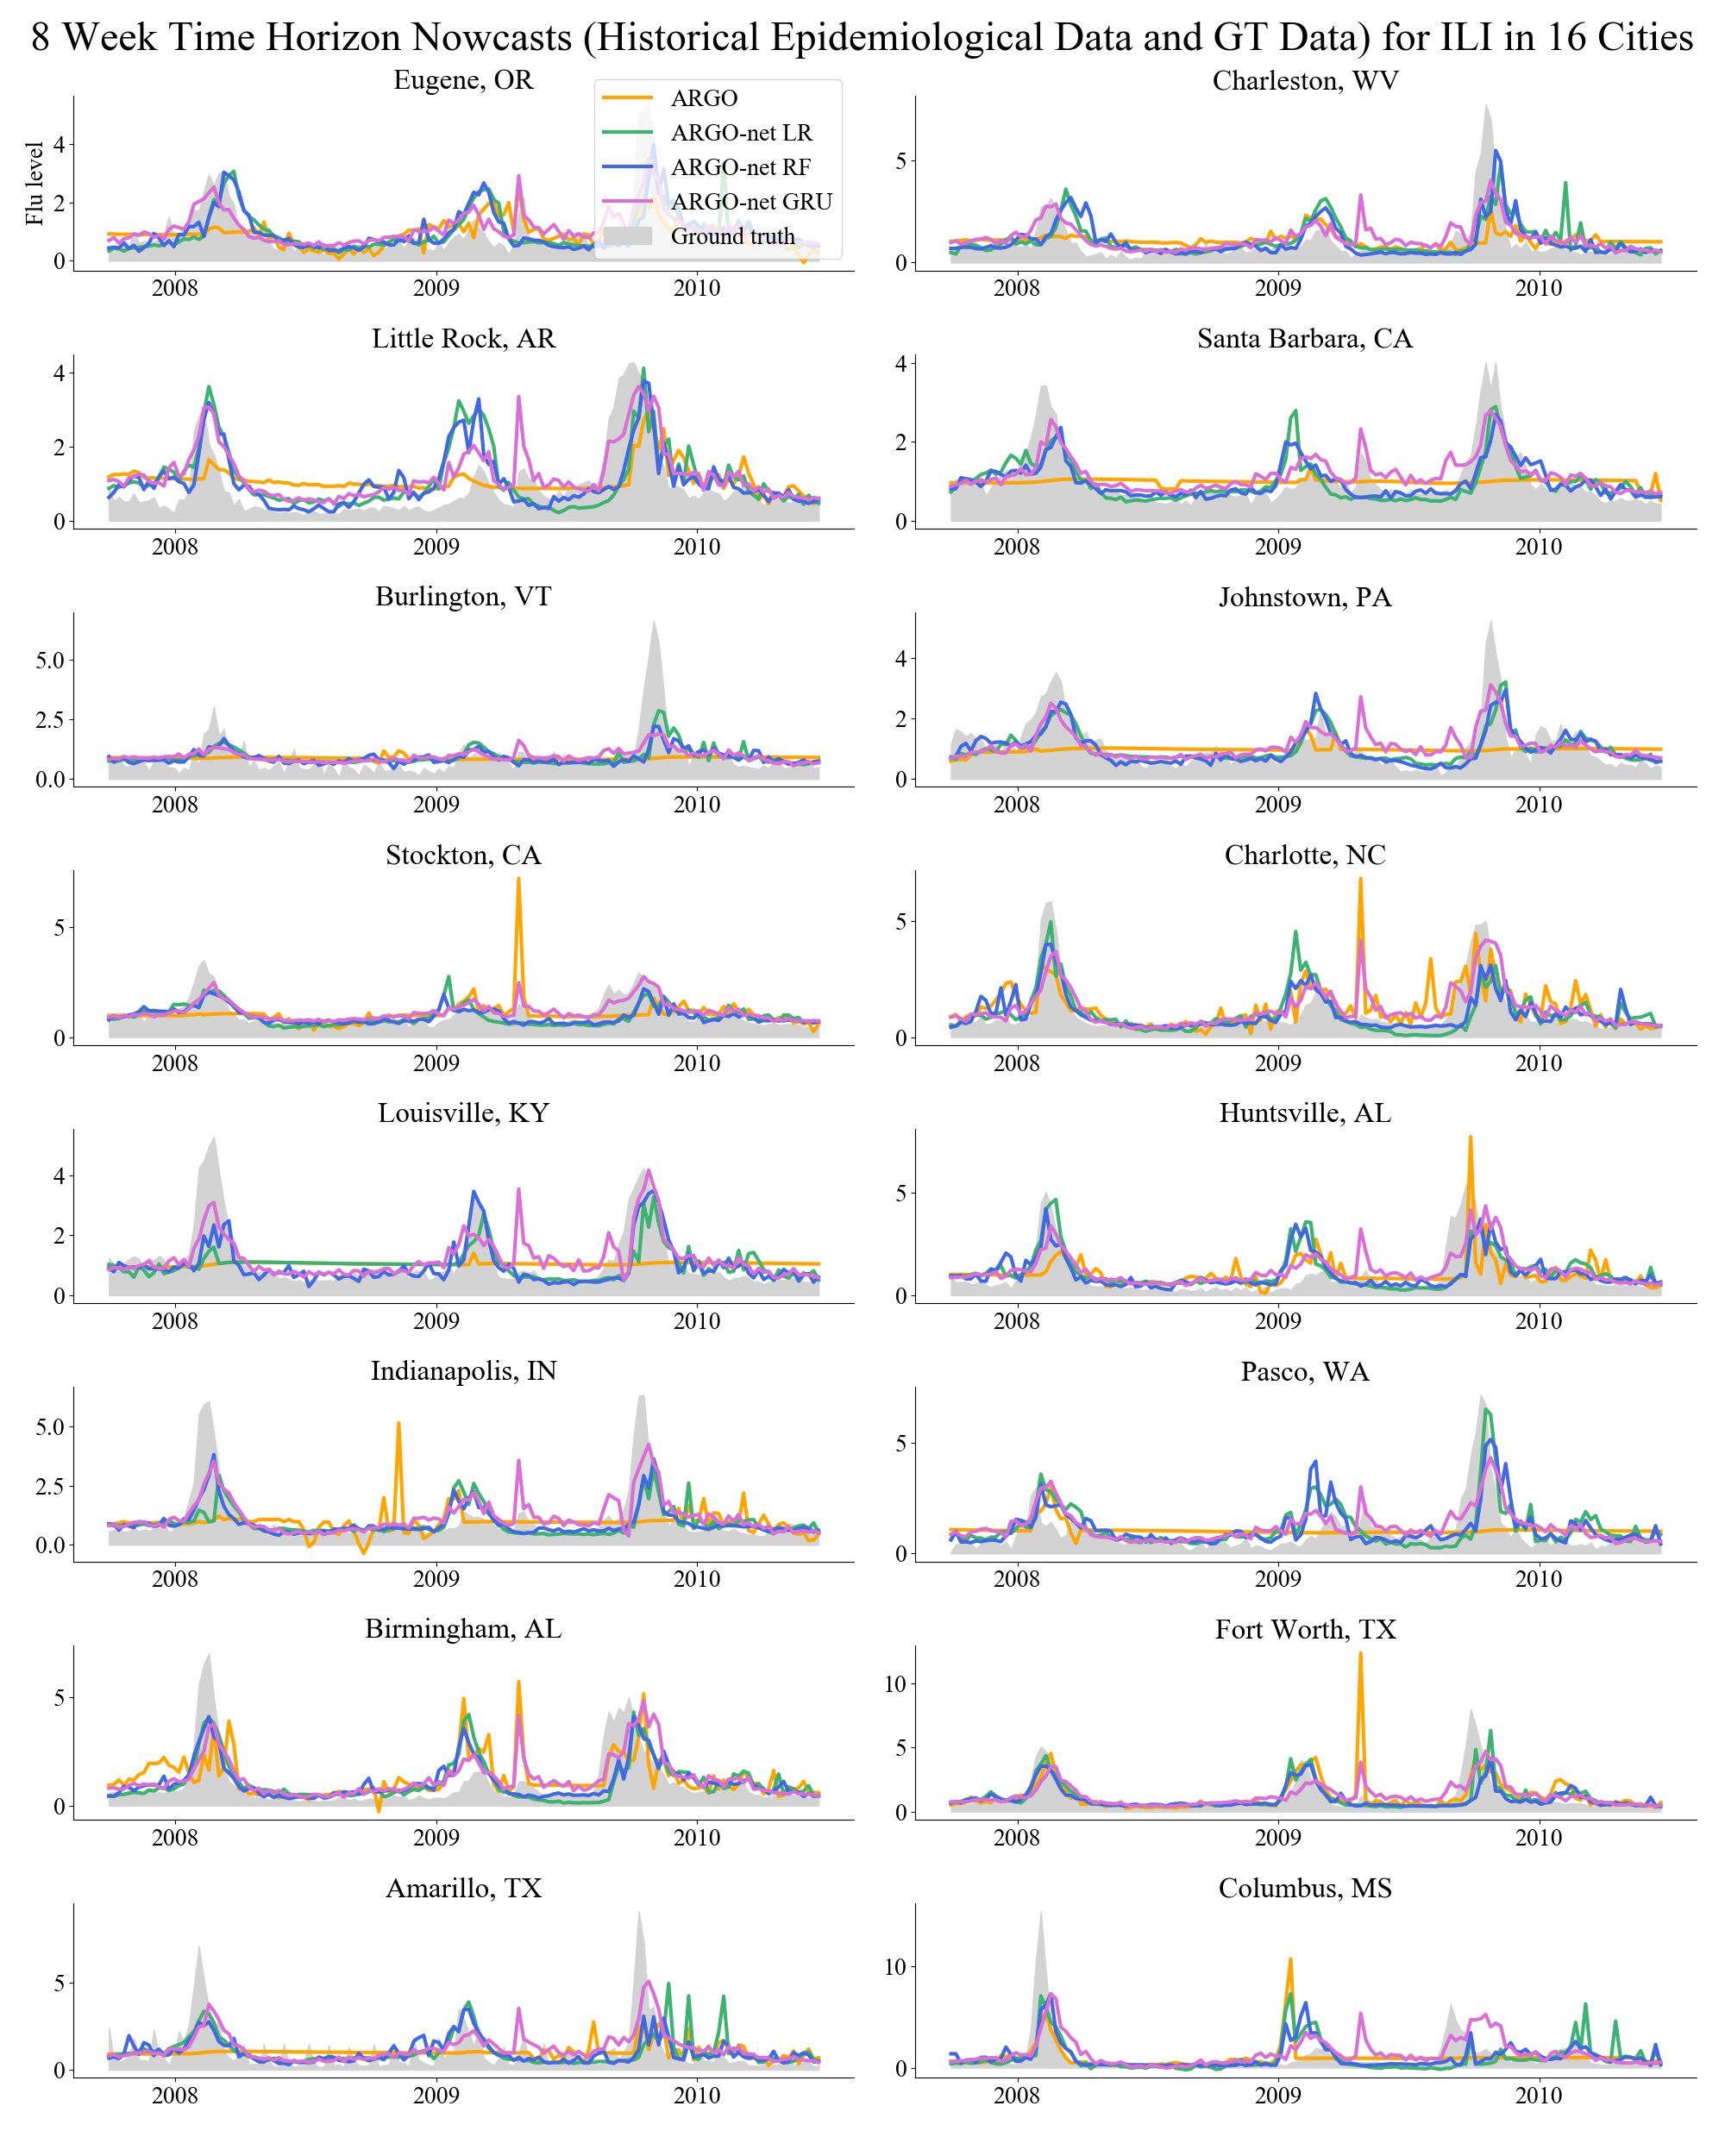 8 Week Time Horizon Nowcasts (Historical Epidemiological Data and GT Data) for ILI in 16 Cities
Eugene, OR
Flu level
4
2
0
2008 2009 2010
ARGO
ARGO-net LR
ARGO-net RF
ARGO-net GRU
Ground truth
Charleston, WV
5
0
2008 2009 2010
Little Rock, AR
4
2
0
2008 2009 2010
Santa Barbara, CA
4
2
0
2008 2009 2010
Burlington, VT
5.0
2.5
0.0
2008 2009 2010
Johnstown, PA
4
2
0
2008 2009 2010
Stockton, CA
5
0
2008 2009 2010
Charlotte, NC
5
0
2008 2009 2010
Louisville, KY
4
2
0
2008 2009 2010
Huntsville, AL
5
0
2008 2009 2010
Indianapolis, IN
5.0
2.5
0.0
2008 2009 2010
Pasco, WA
5
0
2008 2009 2010
Birmingham, AL
5
0
2008 2009 2010
Fort Worth, TX
10
5
0
2008 2009 2010
Amarillo, TX
5
0
2008 2009 2010
Columbus, MS
10
0
2008 2009 2010